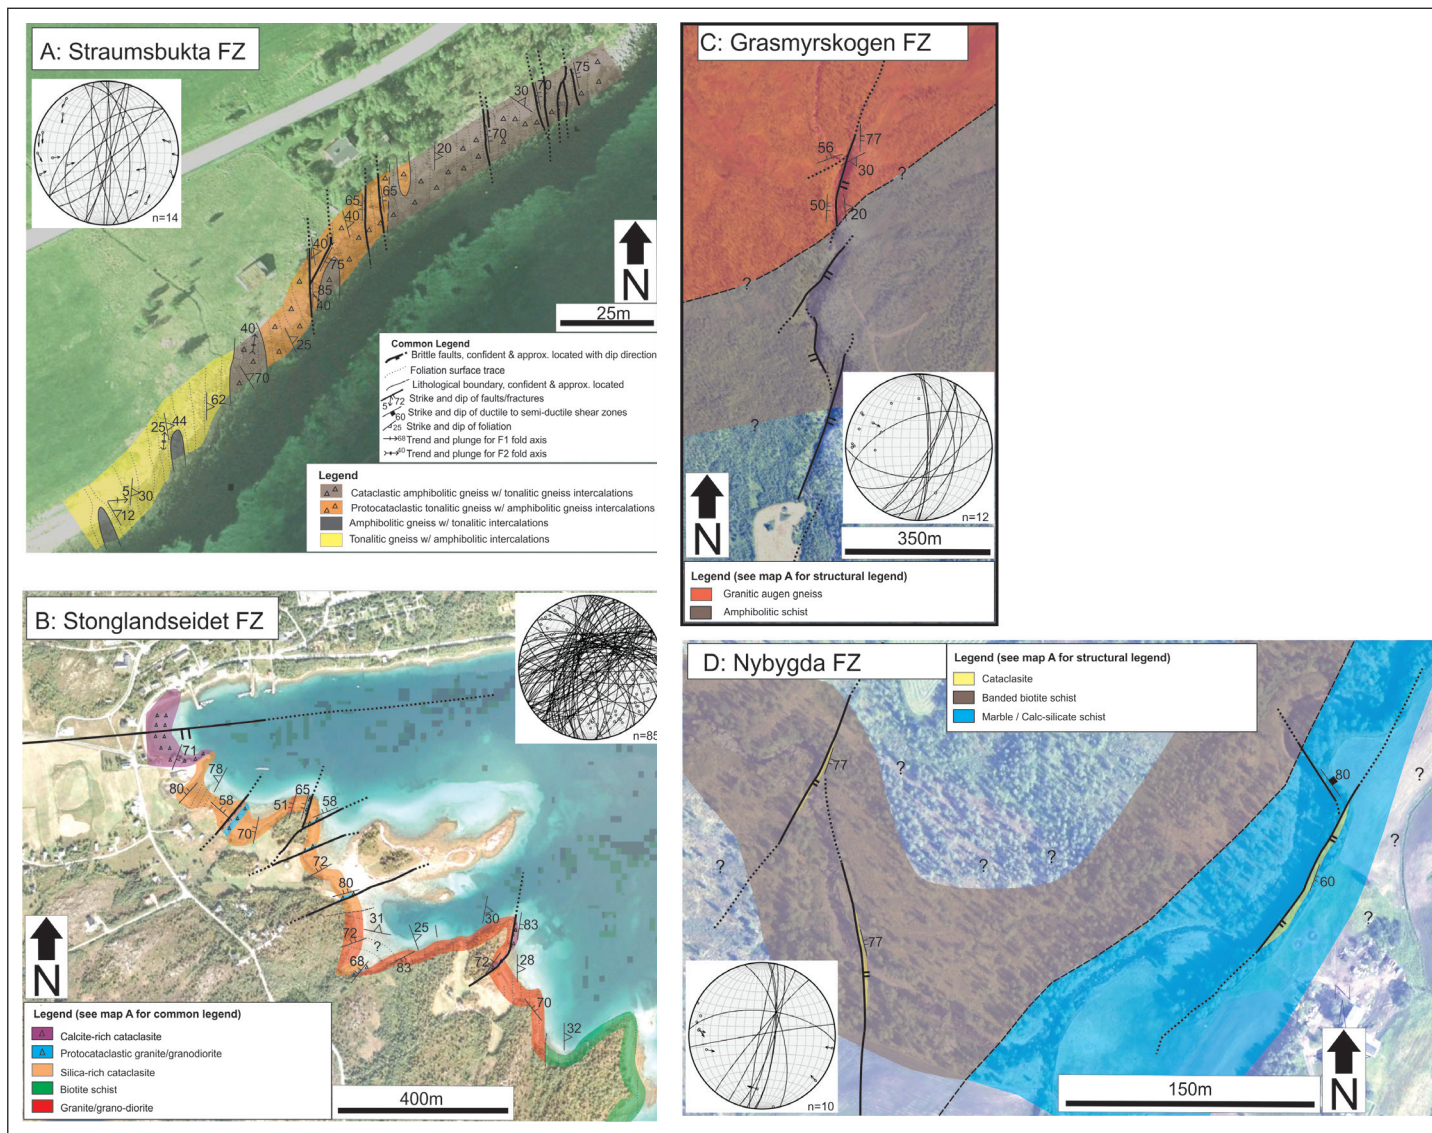 A: Straumsbukta FZ
n=14
75
30
70
70
20
65
65
40
40
75
85
40
25
40
70
62
44
25
5
30
12
N
25m
Common Legend
Brittle faults, confident & approx. located with dip direction
Foliation surface trace
Lithological boundary, confident & approx. located
5 72 Strike and dip of faults/fractures
60 Strike and dip of ductile to semi-ductile shear zones
25 Strike and dip of foliation
68 Trend and plunge for F1 fold axis
40 Trend and plunge for F2 fold axis
Legend
Cataclastic amphibolitic gneiss w/ tonalitic gneiss intercalations
Protocataclastic tonalitic gneiss w/ amphibolitic gneiss intercalations
Amphibolitic gneiss w/ tonalitic intercalations
Tonalitic gneiss w/ amphibolitic intercalations
B: Stonglandseidet FZ
n=85
71
78
80
58
65
51
58
70
72
80
31
72
?
25
30
83
68
83
72
28
70
32
N
Legend (see map A for common legend)
Calcite-rich cataclasite
Protocataclastic granite/granodiorite
Silica-rich cataclasite
Biotite schist
Granite/grano-diorite
400m
C: Grasmyrskogen FZ
77
56
30
?
50
20
?
?
n=12
N
350m
Legend (see map A for structural legend)
Granitic augen gneiss
Amphibolitic schist
D: Nybygda FZ
Legend (see map A for structural legend)
Cataclasite
Banded biotite schist
Marble / Calc-silicate schist
77
?
80
?
?
?
?
?
60
?
77
n=10
150m
N